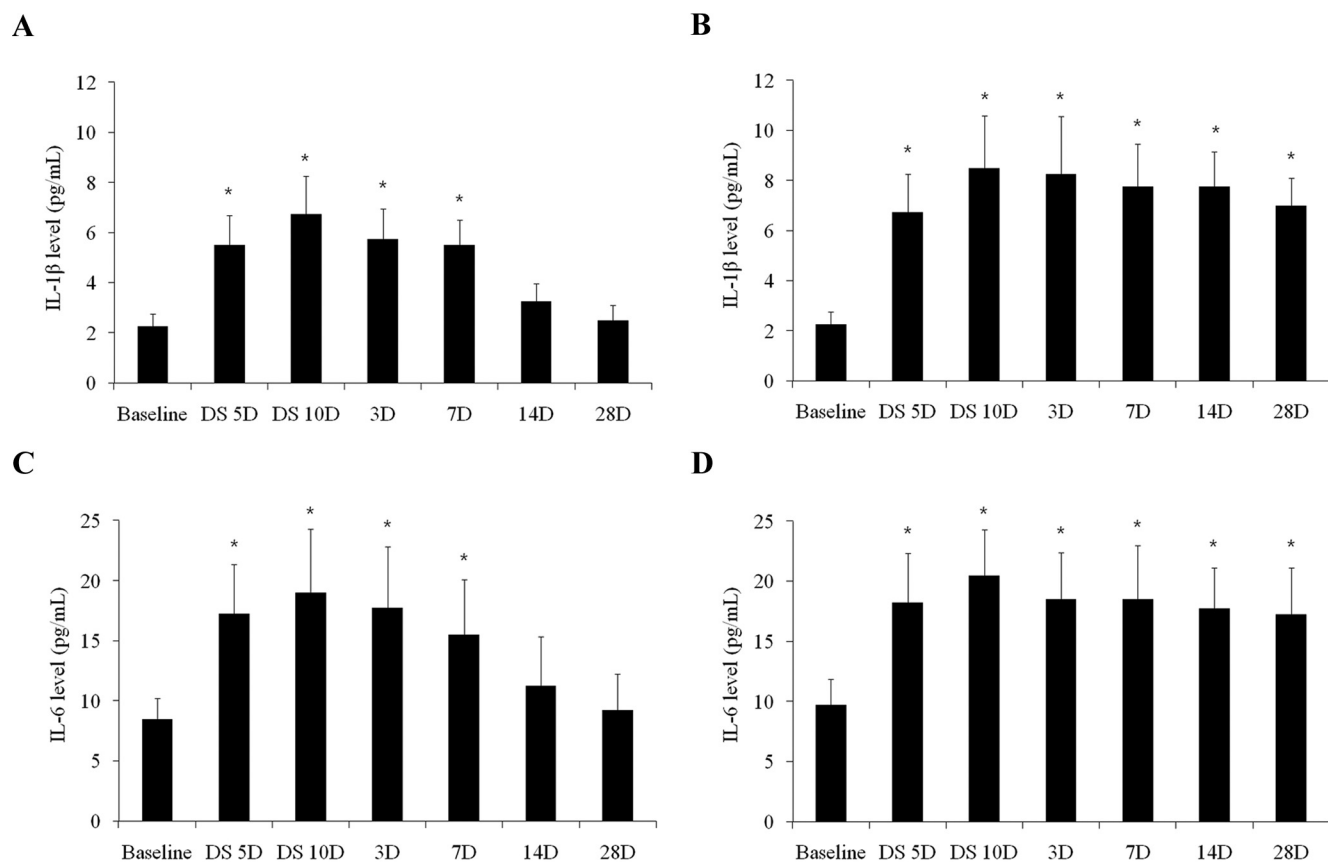 A
IL-1β level (pg/mL)
12
10
8
6
4
2
0
* * * *
Baseline DS 5D DS 10D 3D 7D 14D 28D
B
IL-1β level (pg/mL)
12
10
8
6
4
2
0
* * * * * *
Baseline DS 5D DS 10D 3D 7D 14D 28D
C
IL-6 level (pg/mL)
25
20
15
10
5
0
* * * *
Baseline DS 5D DS 10D 3D 7D 14D 28D
D
IL-6 level (pg/mL)
25
20
15
10
5
0
* * * * * *
Baseline DS 5D DS 10D 3D 7D 14D 28D